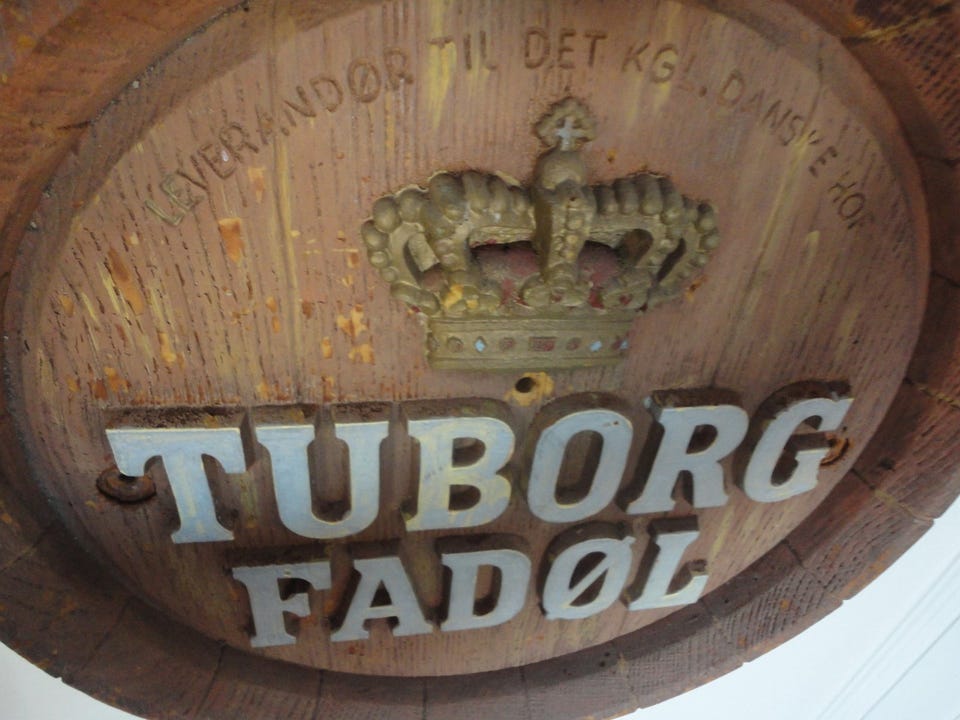 LEVERANDØR TIL DET KGL. DANSKE HOF
TUBORG
FADØL